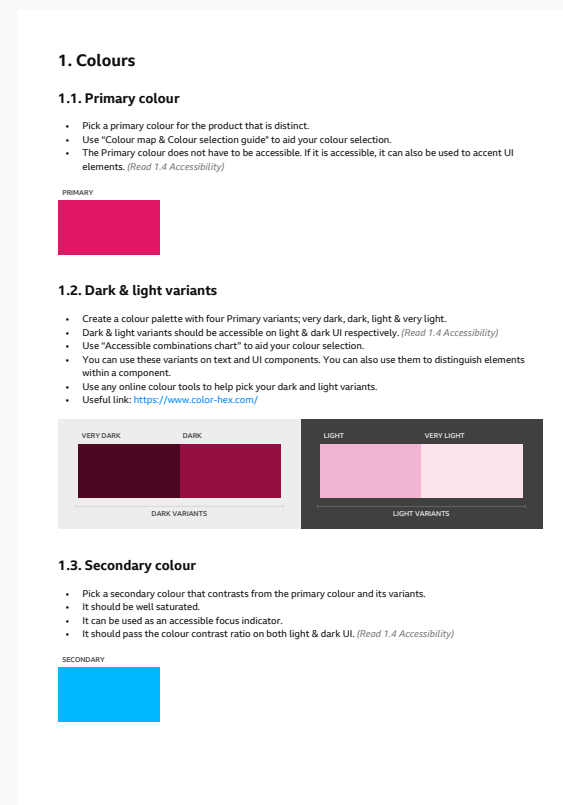 1. Colours
1.1. Primary colour
• Pick a primary colour for the product that is distinct.
• Use "Colour map & Colour selection guide" to aid your colour selection.
• The Primary colour does not have to be accessible. If it is accessible, it can also be used to accent UI
elements. (Read 1.4 Accessibility)
PRIMARY
1.2. Dark & light variants
• Create a colour palette with four Primary variants; very dark, dark, light & very light.
• Dark & light variants should be accessible on light & dark UI respectively. (Read 1.4 Accessibility)
• Use "Accessible combinations chart" to aid your colour selection.
• You can use these variants on text and UI components. You can also use them to distinguish elements
within a component.
• Use any online colour tools to help pick your dark and light variants.
• Useful link: https://www.color-hex.com/
VERY DARK DARK LIGHT VERY LIGHT
DARK VARIANTS LIGHT VARIANTS
1.3. Secondary colour
• Pick a secondary colour that contrasts from the primary colour and its variants.
• It should be well saturated.
• It can be used as an accessible focus indicator.
• It should pass the colour contrast ratio on both light & dark UI. (Read 1.4 Accessibility)
SECONDARY